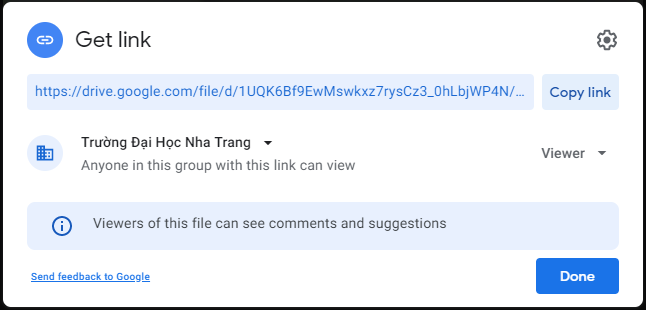 Get link
https://drive.google.com/file/d/1UQK6Bf9EwMswkxz7rysCz3_0hLbjWP4N/...
Copy link
Trường Đại Học Nha Trang
Anyone in this group with this link can view
Viewer
Viewers of this file can see comments and suggestions
Send feedback to Google
Done